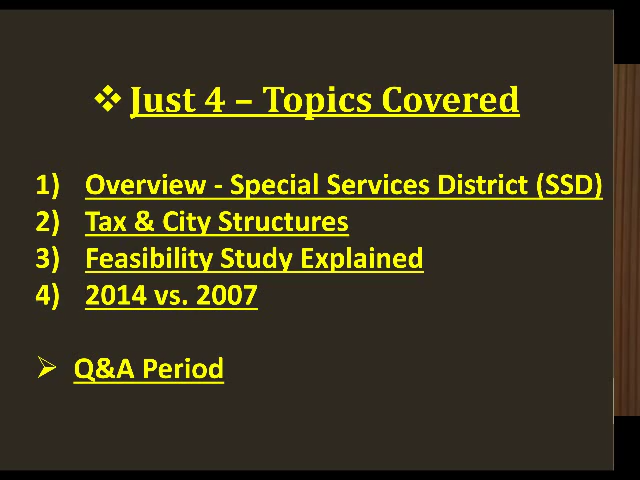 ❖ Just 4 – Topics Covered
1) Overview - Special Services District (SSD)
2) Tax & City Structures
3) Feasibility Study Explained
4) 2014 vs. 2007
➢ Q&A Period